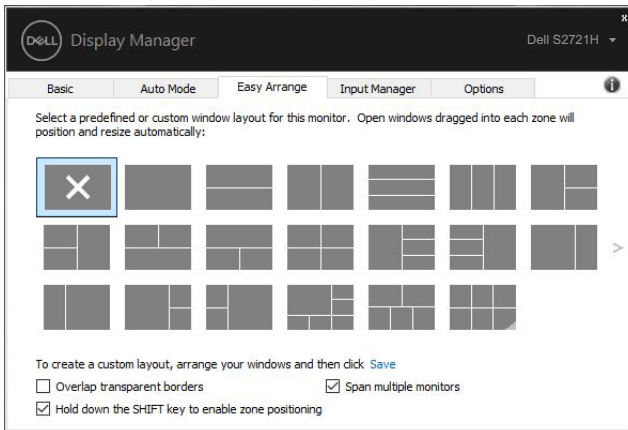 DELL Display Manager
Dell S2721H
Basic Auto Mode Easy Arrange Input Manager Options
Select a predefined or custom window layout for this monitor. Open windows dragged into each zone will
position and resize automatically:
To create a custom layout, arrange your windows and then click Save
Overlap transparent borders
Span multiple monitors
Hold down the SHIFT key to enable zone positioning